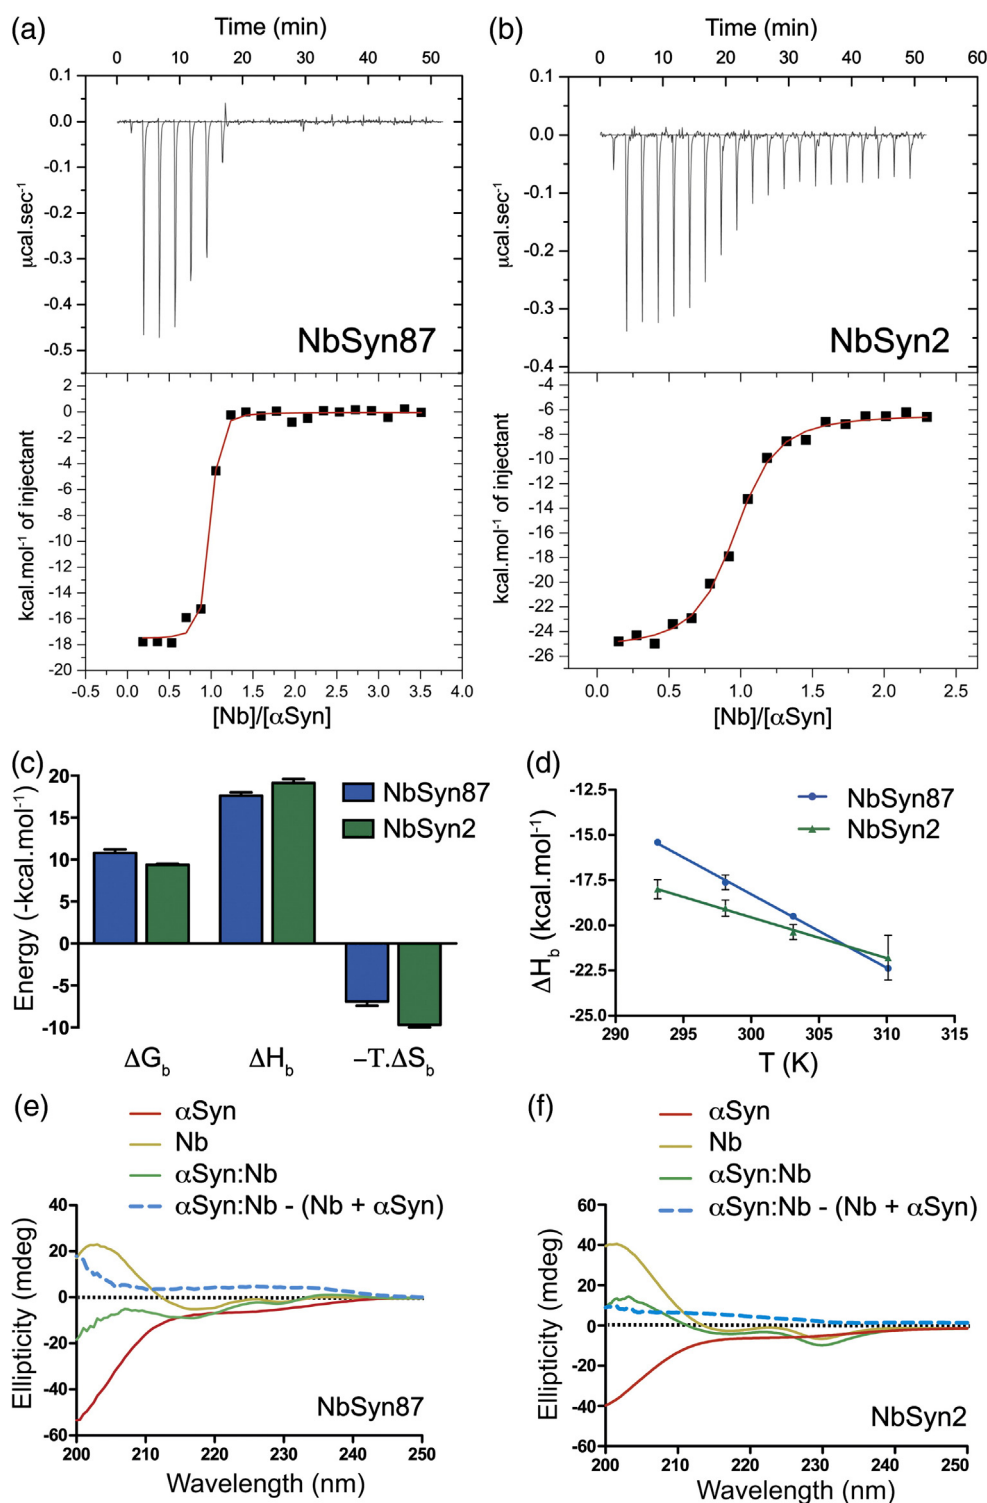 (a)
Time (min)
0 10 20 30 40 50
0.1
0.0
-0.1
-0.2
-0.3
-0.4
-0.5
µcal.sec⁻¹
NbSyn87
2
0
-2
-4
-6
-8
-10
-12
-14
-16
-18
-20
kcal.mol⁻¹ of injectant
-0.5 0.0 0.5 1.0 1.5 2.0 2.5 3.0 3.5 4.0
[Nb]/[αSyn]
(b)
Time (min)
0 10 20 30 40 50 60
0.1
0.0
-0.1
-0.2
-0.3
-0.4
µcal.sec⁻¹
NbSyn2
-4
-6
-8
-10
-12
-14
-16
-18
-20
-22
-24
-26
kcal.mol⁻¹ of injectant
0.0 0.5 1.0 1.5 2.0 2.5
[Nb]/[αSyn]
(c)
20
15
10
5
0
-5
-10
Energy (-kcal.mol⁻¹)
NbSyn87
NbSyn2
ΔG_b ΔH_b −T.ΔS_b
(d)
-12.5
-15.0
-17.5
-20.0
-22.5
-25.0
ΔH_b (kcal.mol⁻¹)
NbSyn87
NbSyn2
290 295 300 305 310 315
T (K)
(e)
αSyn
Nb
αSyn:Nb
αSyn:Nb - (Nb + αSyn)
40
20
0
-20
-40
-60
Ellipticity (mdeg)
NbSyn87
200 210 220 230 240 250
Wavelength (nm)
(f)
αSyn
Nb
αSyn:Nb
αSyn:Nb - (Nb + αSyn)
60
40
20
0
-20
-40
-60
Ellipticity (mdeg)
NbSyn2
200 210 220 230 240 250
Wavelength (nm)